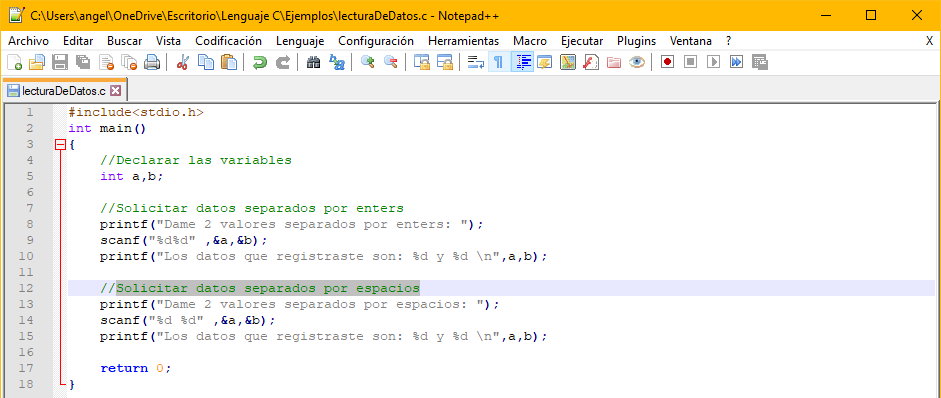 C:\Users\angel\OneDrive\Escritorio\Lenguaje C\Ejemplos\lecturaDeDatos.c - Notepad++
Archivo Editar Buscar Vista Codificación Lenguaje Configuración Herramientas Macro Ejecutar Plugins Ventana ? X
lecturaDeDatos.c
1 #include<stdio.h>
2 int main()
3 {
4 //Declarar las variables
5 int a,b;
6
7 //Solicitar datos separados por enters
8 printf("Dame 2 valores separados por enters: ");
9 scanf("%d%d" ,&a,&b);
10 printf("Los datos que registraste son: %d y %d \n",a,b);
11
12 //Solicitar datos separados por espacios
13 printf("Dame 2 valores separados por espacios: ");
14 scanf("%d %d" ,&a,&b);
15 printf("Los datos que registraste son: %d y %d \n",a,b);
16
17 return 0;
18 }